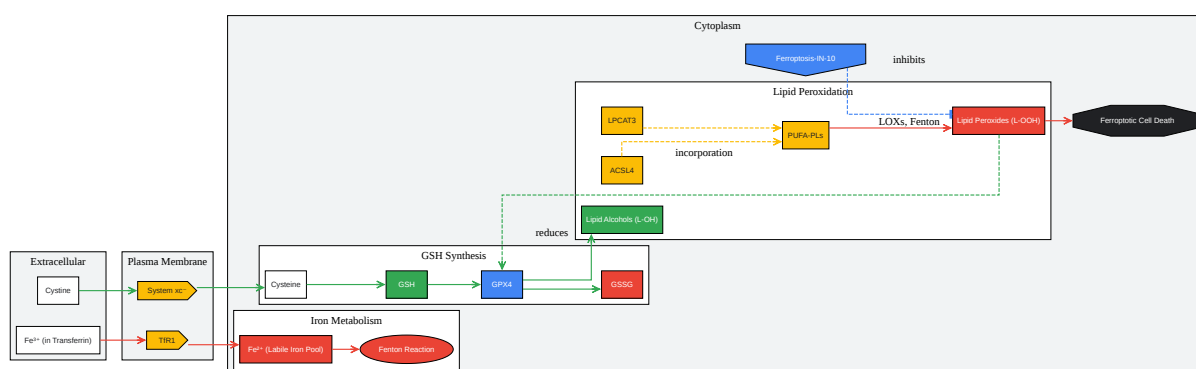 Cytoplasm
Ferroptosis-IN-10
inhibits
Lipid Peroxidation
LPCAT3
LOXs, Fenton
Lipid Peroxides (L-OOH)
Ferroptotic Cell Death
PUFA-PLs
incorporation
ACSL4
Lipid Alcohols (L-OH)
reduces
Extracellular
Plasma Membrane
GSH Synthesis
Cystine
System xc⁻
Cysteine
GSH
GPX4
GSSG
Iron Metabolism
Fe³⁺ (in Transferrin)
TfR1
Fe²⁺ (Labile Iron Pool)
Fenton Reaction